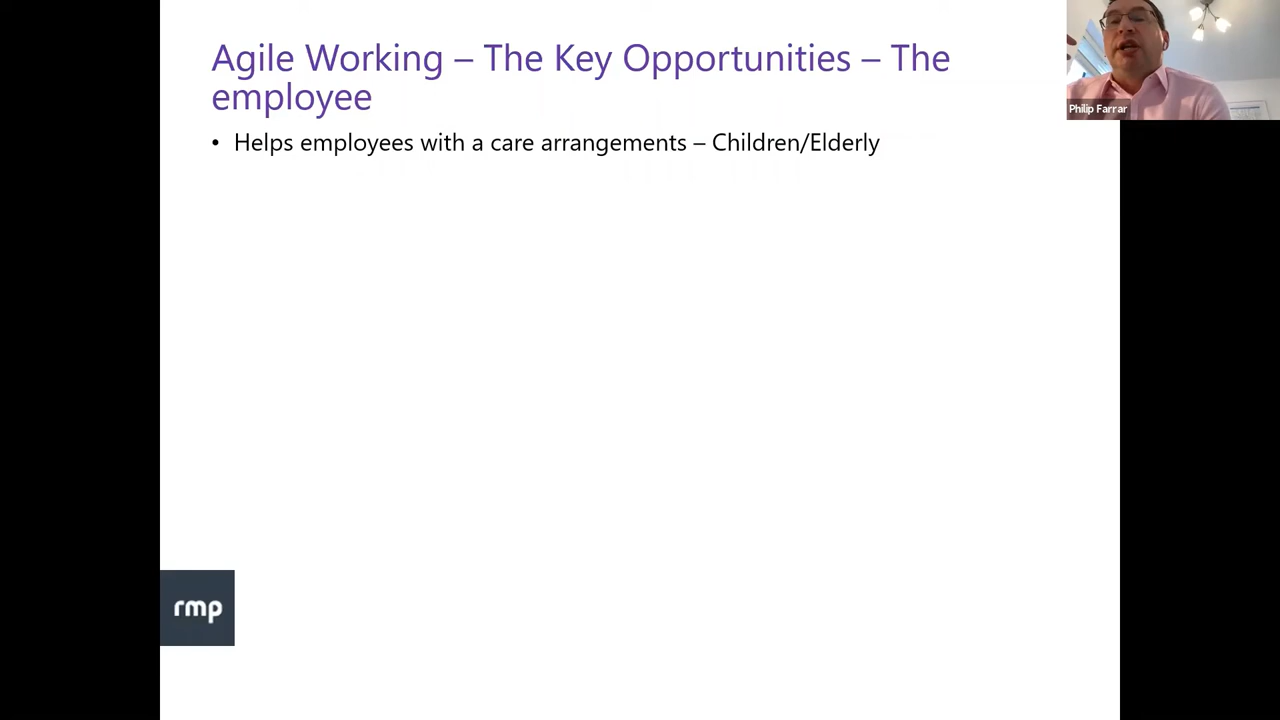 Agile Working – The Key Opportunities – The
employee
• Helps employees with a care arrangements – Children/Elderly
Philip Farrar
rmp